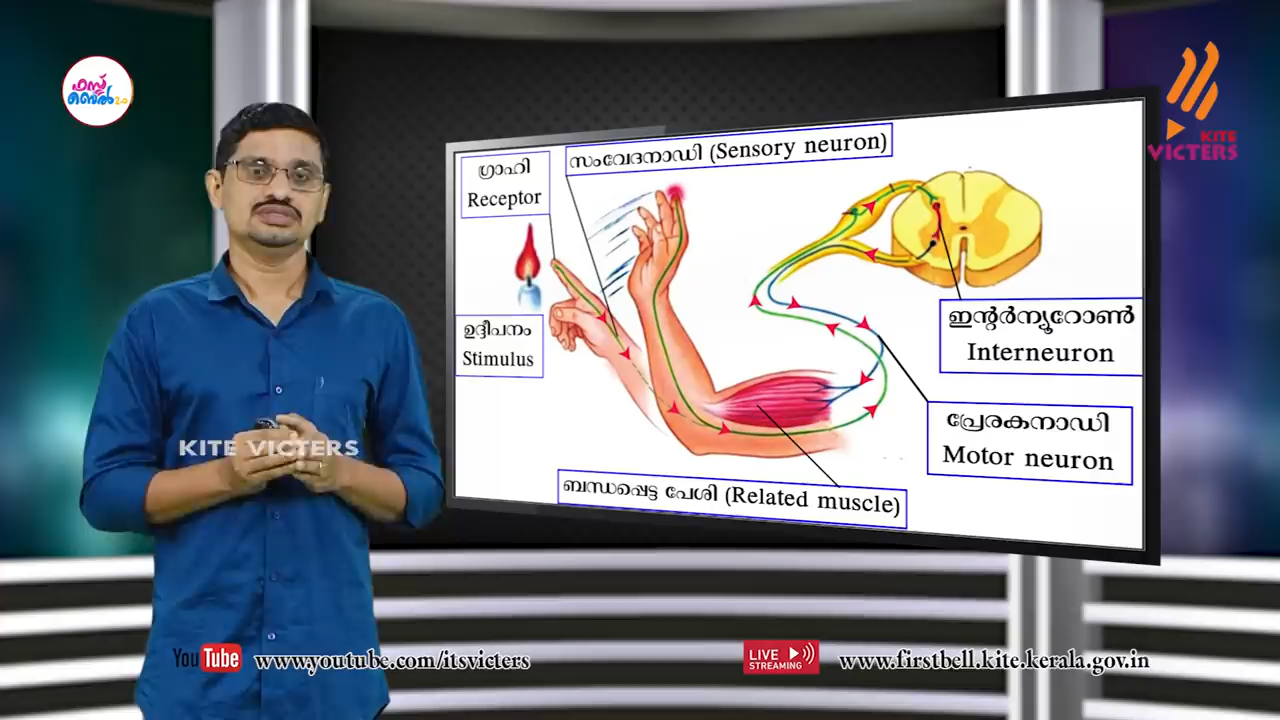 ഫസ്റ്റ്
ബെൽ 2.0
KITE
VICTERS
ഗ്രാഹി
Receptor
സംവേദനാഡി (Sensory neuron)
ഉദ്ദീപനം
Stimulus
ഇന്റർന്യൂറോൺ
Interneuron
പ്രേരകനാഡി
Motor neuron
ബന്ധപ്പെട്ട പേശി (Related muscle)
KITE VICTERS
YouTube www.youtube.com/itsvicters
LIVE
STREAMING
www.firstbell.kite.kerala.gov.in